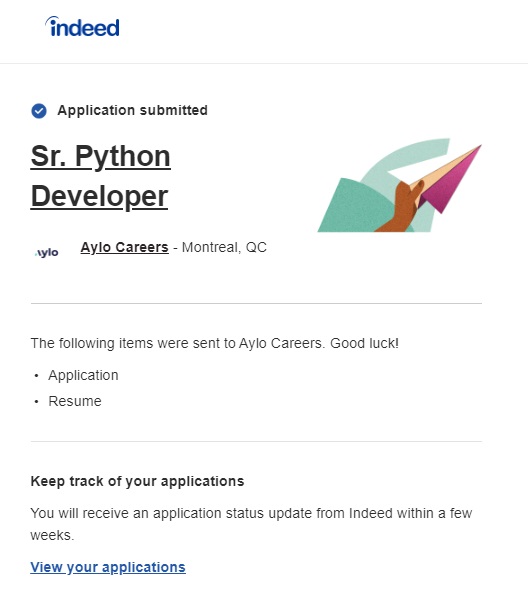 indeed
Application submitted
Sr. Python
Developer
Aylo
Aylo Careers - Montreal, QC
The following items were sent to Aylo Careers. Good luck!
• Application
• Resume
Keep track of your applications
You will receive an application status update from Indeed within a few
weeks.
View your applications